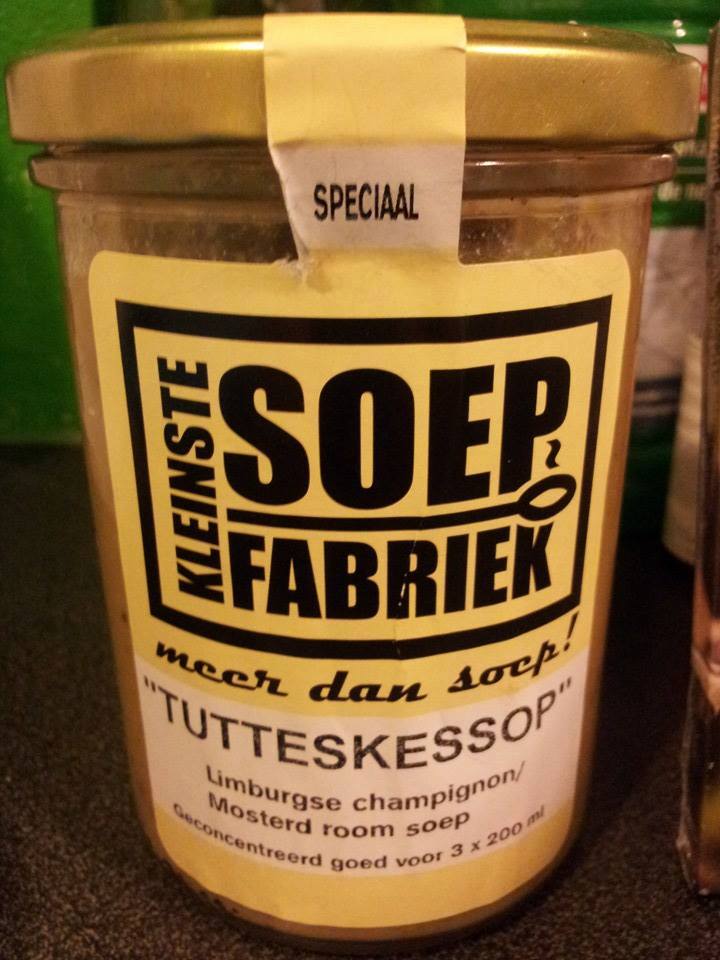 SPECIAAL
KLEINSTE
SOEP
FABRIEK
meer dan soep!
"TUTTESKESSOP"
Limburgse champignon/
Mosterd room soep
Geconcentreerd goed voor 3 x 200 ml